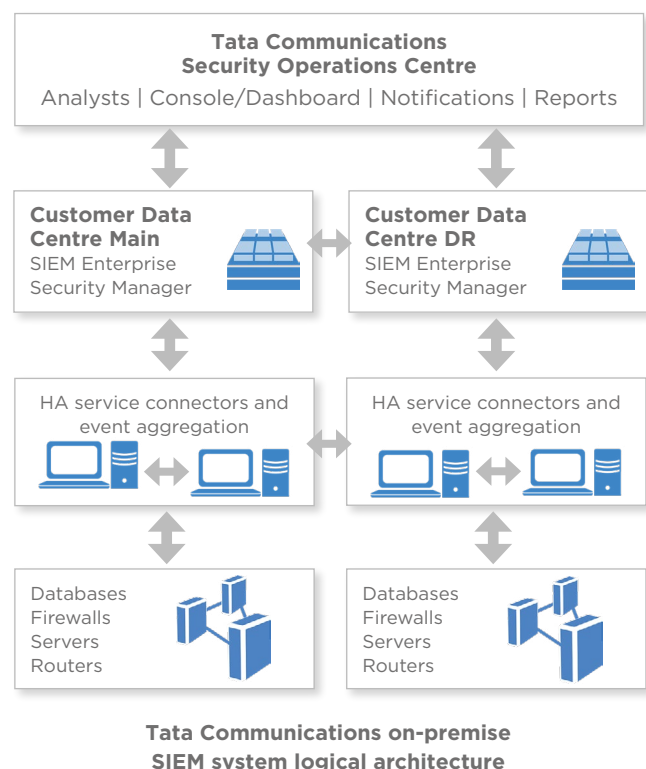 Tata Communications
Security Operations Centre
Analysts | Console/Dashboard | Notifications | Reports
Customer Data
Centre Main
SIEM Enterprise
Security Manager
Customer Data
Centre DR
SIEM Enterprise
Security Manager
HA service connectors and
event aggregation
HA service connectors and
event aggregation
Databases
Firewalls
Servers
Routers
Databases
Firewalls
Servers
Routers
Tata Communications on-premise
SIEM system logical architecture